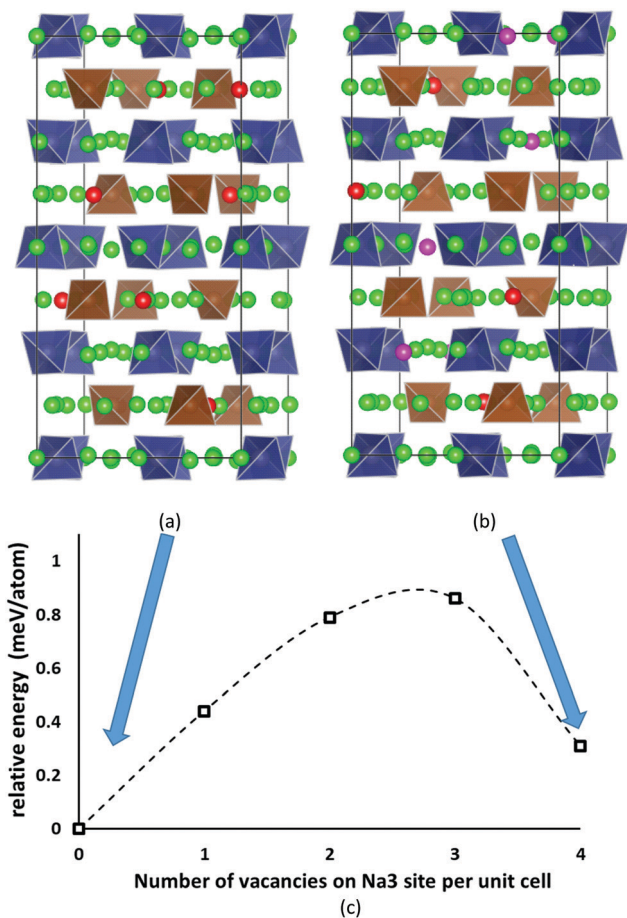 (a)
(b)
1
0.8
0.6
0.4
0.2
0
relative energy (meV/atom)
0 1 2 3 4
Number of vacancies on Na3 site per unit cell
(c)